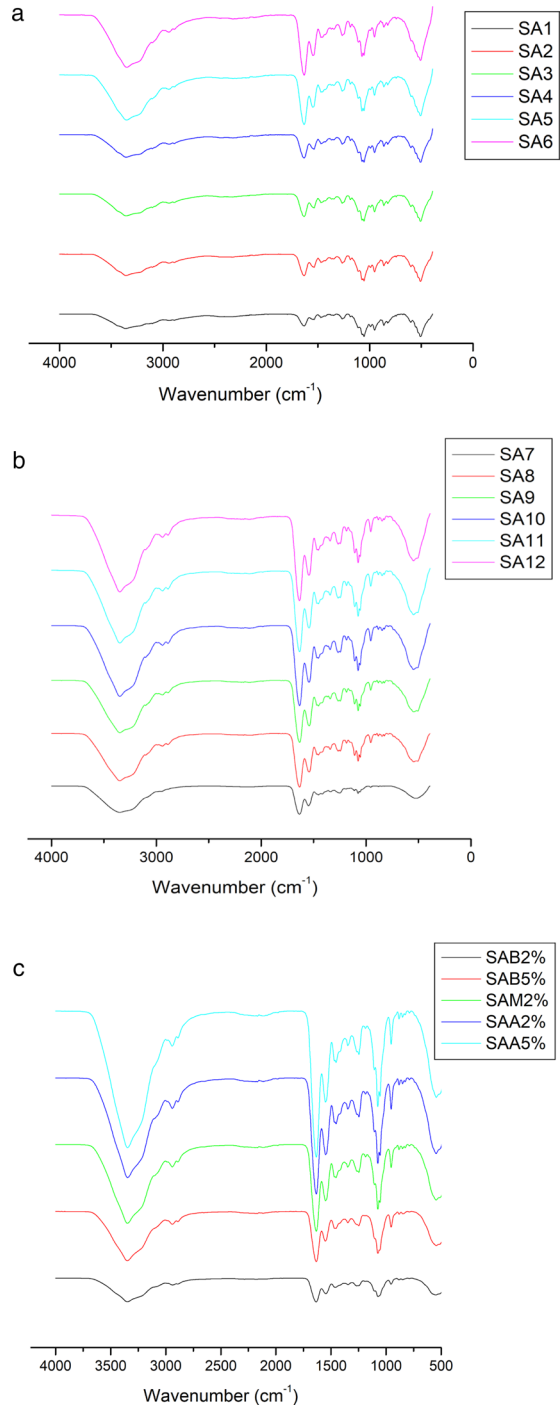 a
SA1
SA2
SA3
SA4
SA5
SA6
4000 3000 2000 1000 0
Wavenumber (cm⁻¹)
b
SA7
SA8
SA9
SA10
SA11
SA12
4000 3000 2000 1000 0
Wavenumber (cm⁻¹)
c
SAB2%
SAB5%
SAM2%
SAA2%
SAA5%
4000 3500 3000 2500 2000 1500 1000 500
Wavenumber (cm⁻¹)